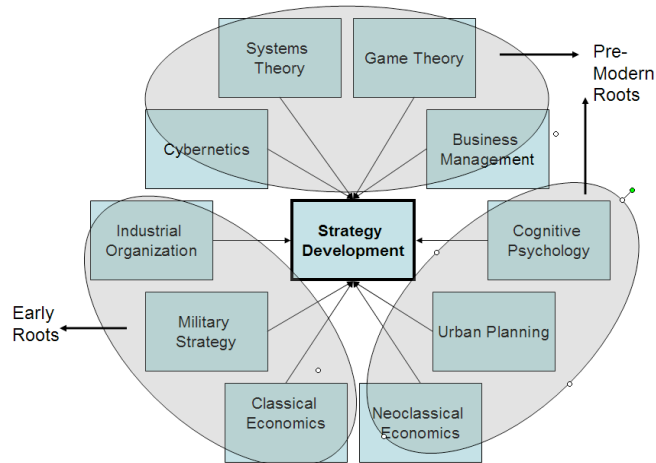 Systems
Theory
Game Theory
Pre-
Modern
Roots
Cybernetics
Business
Management
Industrial
Organization
Strategy
Development
Cognitive
Psychology
Early
Roots
Military
Strategy
Urban Planning
Classical
Economics
Neoclassical
Economics